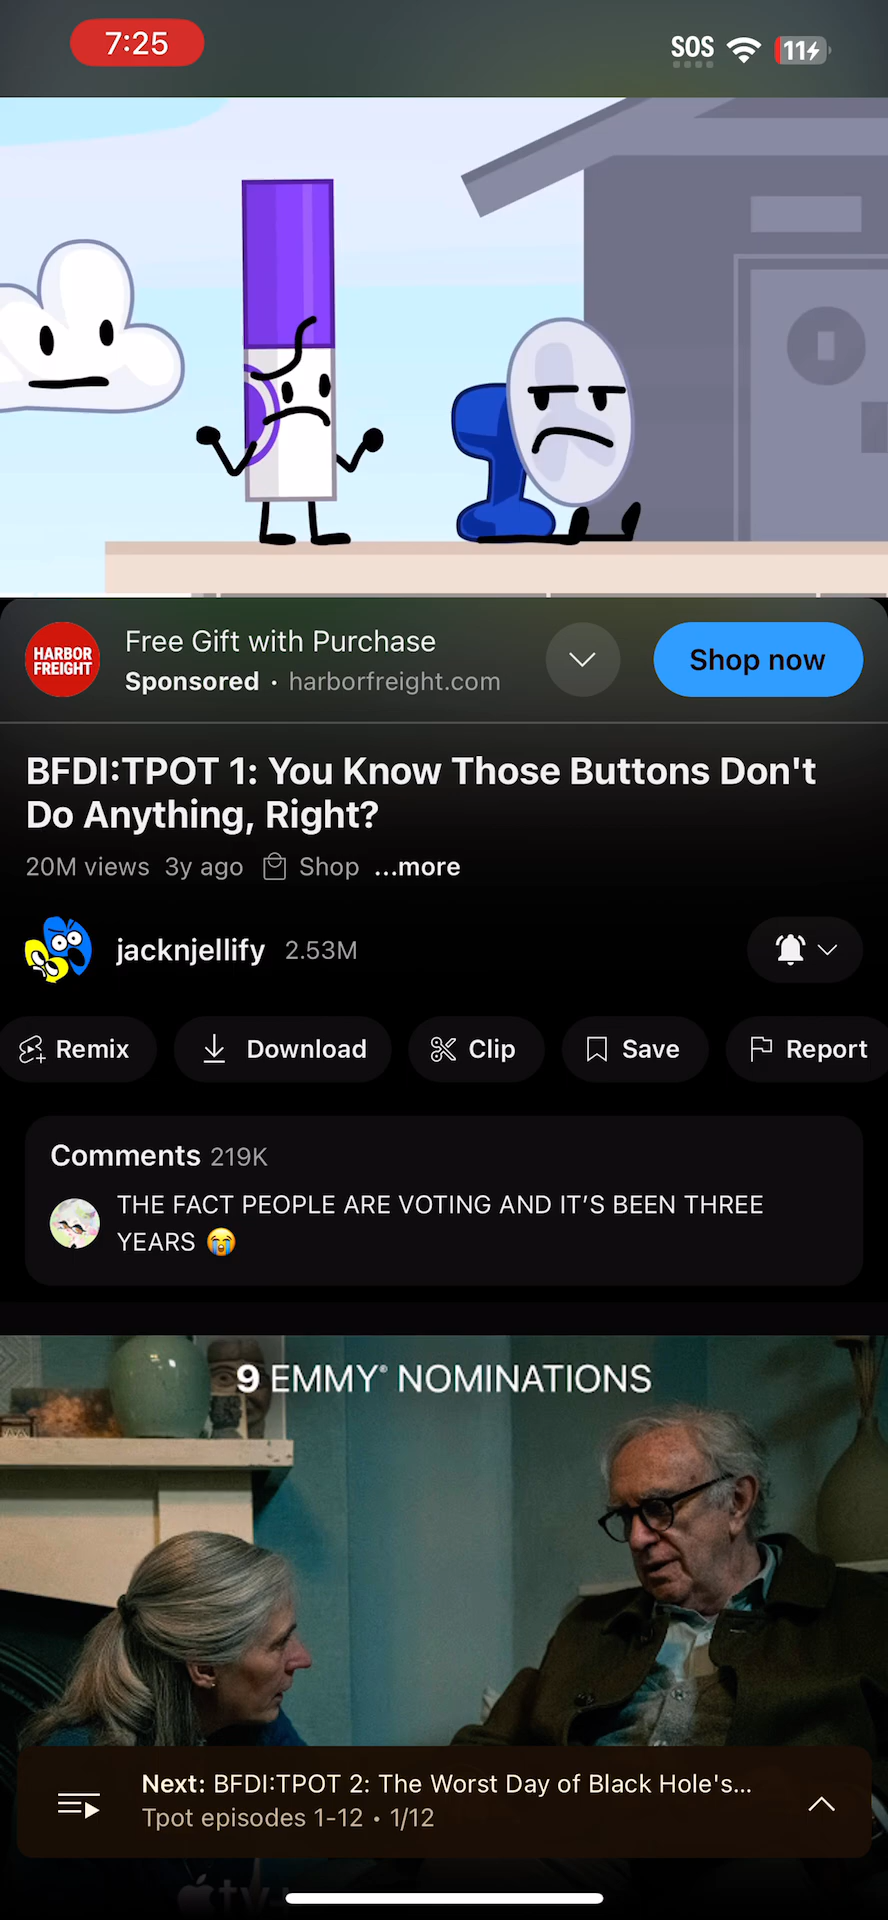 7:25
SOS
11
HARBOR
FREIGHT
Free Gift with Purchase
Sponsored · harborfreight.com
Shop now
BFDI:TPOT 1: You Know Those Buttons Don't
Do Anything, Right?
20M views 3y ago Shop ...more
jacknjellify 2.53M
Remix
Download
Clip
Save
Report
Comments 219K
THE FACT PEOPLE ARE VOTING AND IT’S BEEN THREE
YEARS 😭
9 EMMY® NOMINATIONS
Next: BFDI:TPOT 2: The Worst Day of Black Hole's...
Tpot episodes 1-12 • 1/12
tv+